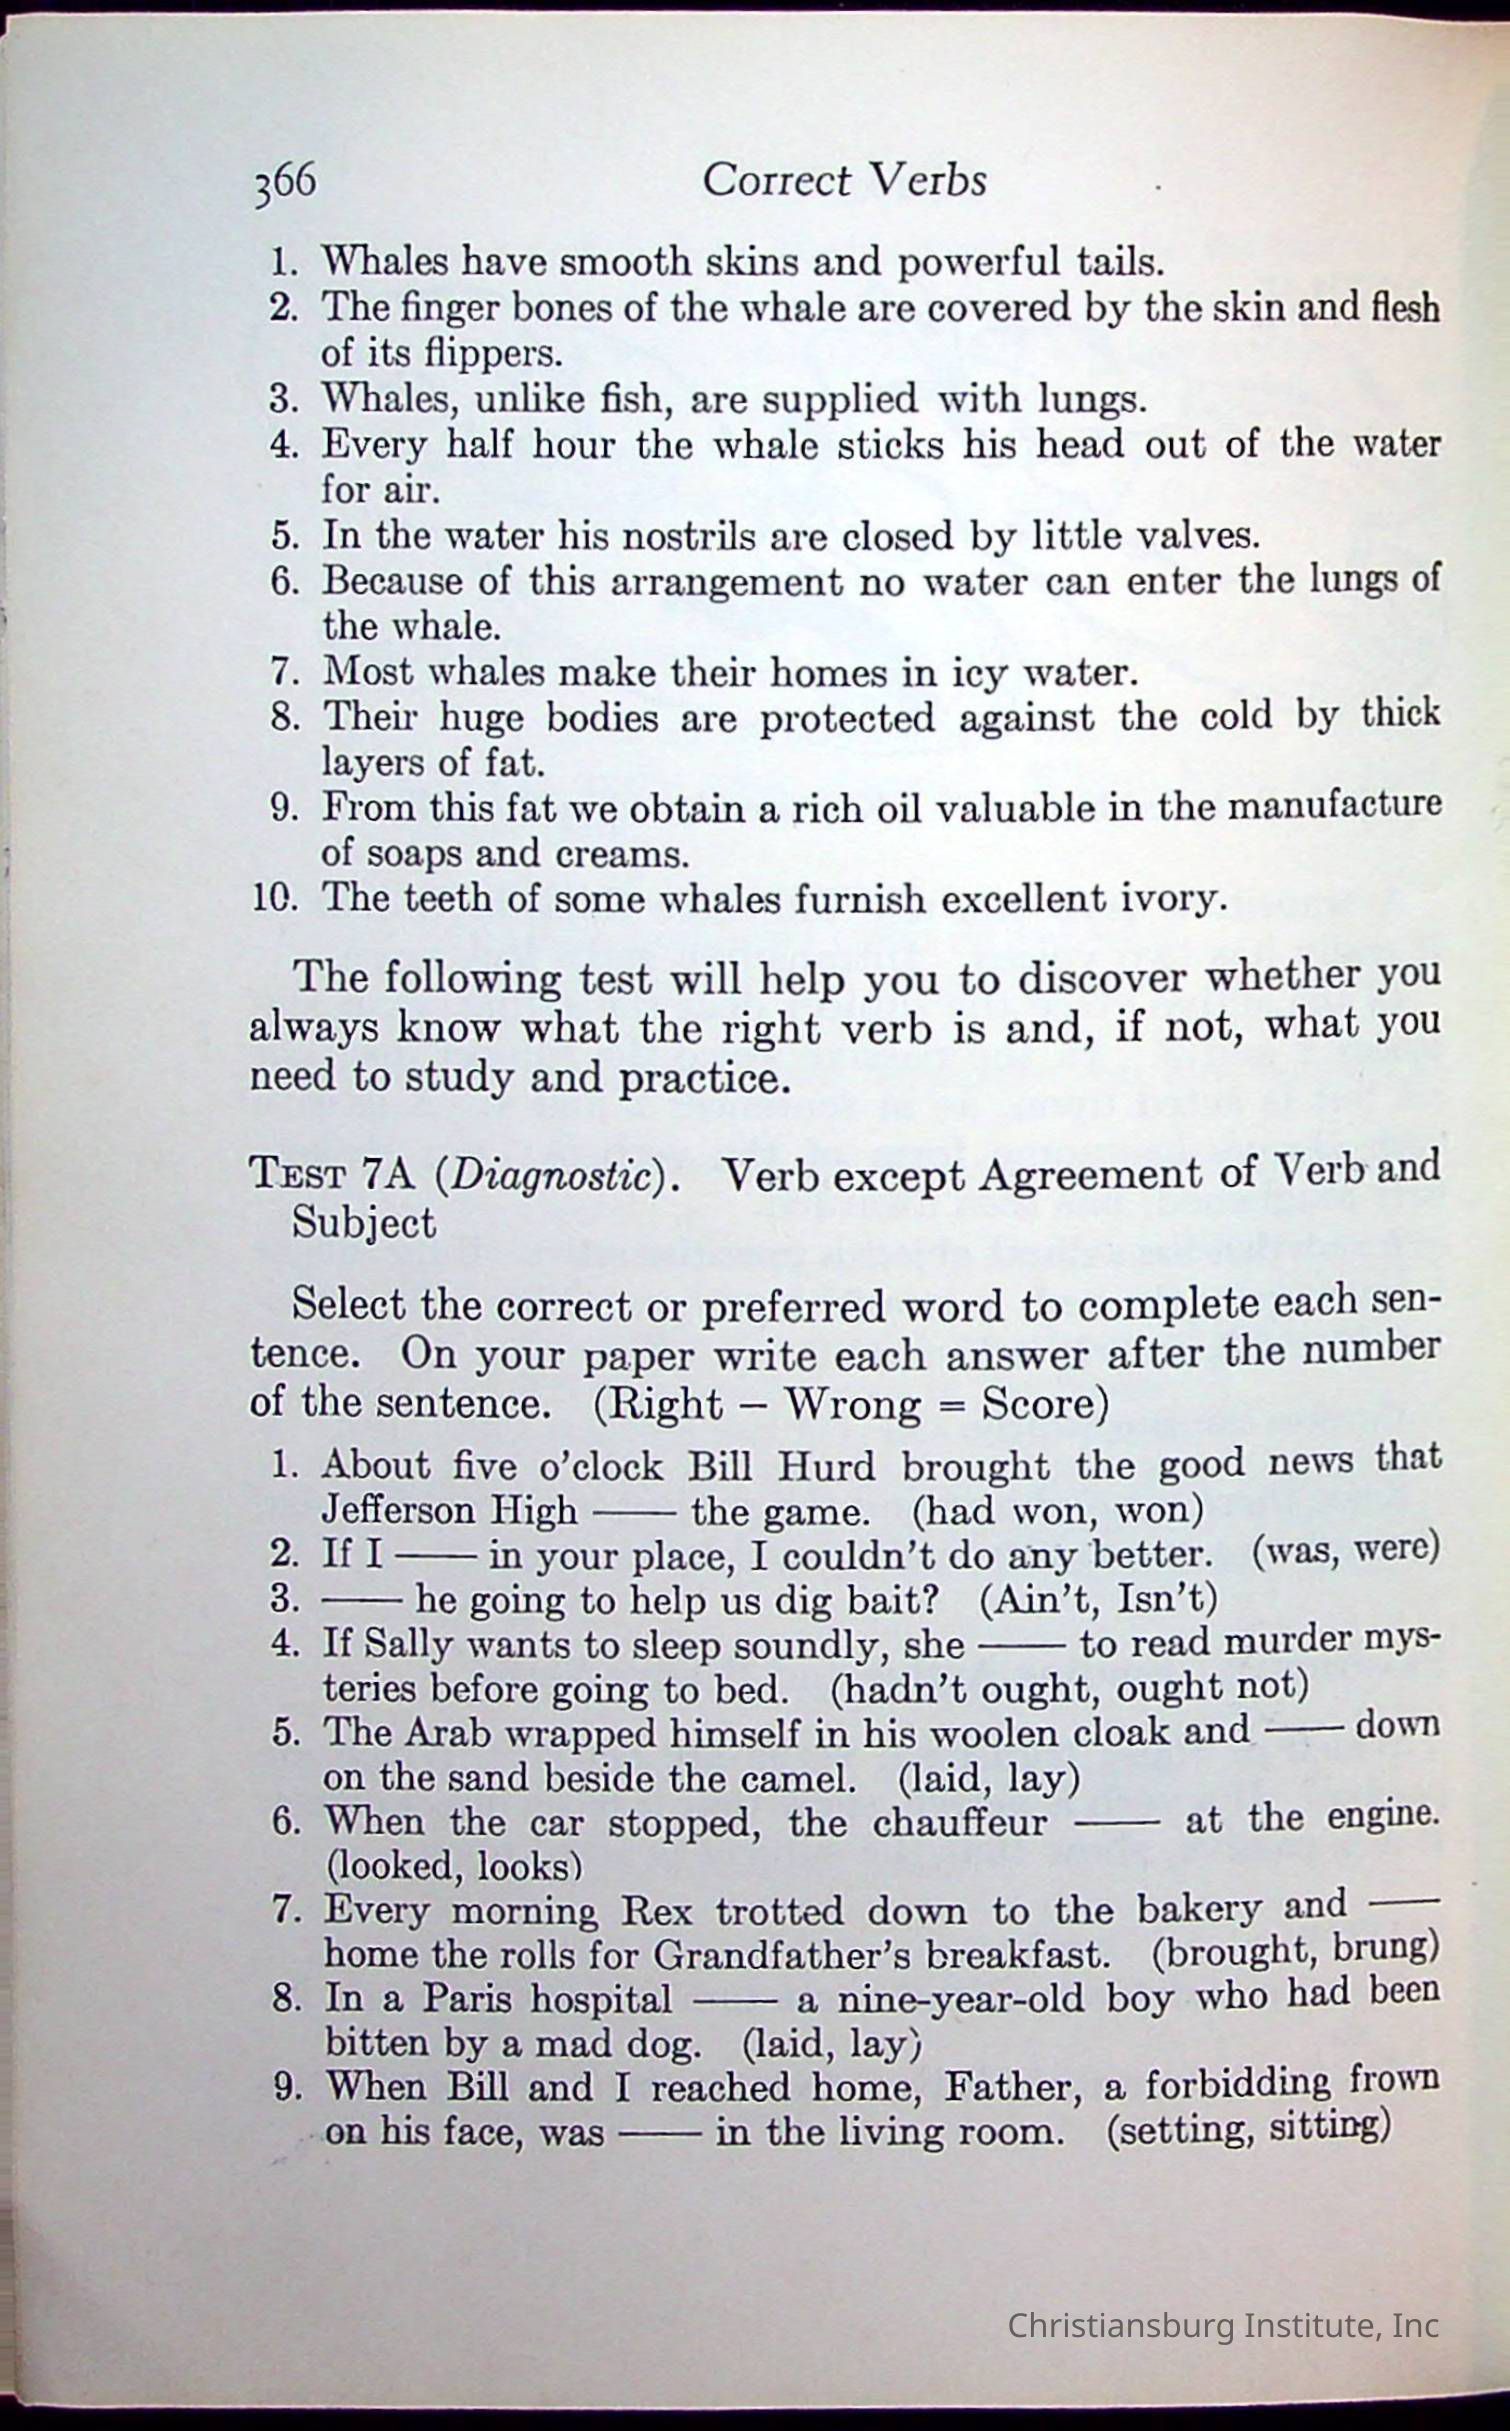 366 Correct Verbs
1. Whales have smooth skins and powerful tails.
2. The finger bones of the whale are covered by the skin and flesh
of its flippers.
3. Whales, unlike fish, are supplied with lungs.
4. Every half hour the whale sticks his head out of the water
for air.
5. In the water his nostrils are closed by little valves.
6. Because of this arrangement no water can enter the lungs of
the whale.
7. Most whales make their homes in icy water.
8. Their huge bodies are protected against the cold by thick
layers of fat.
9. From this fat we obtain a rich oil valuable in the manufacture
of soaps and creams.
10. The teeth of some whales furnish excellent ivory.
The following test will help you to discover whether you
always know what the right verb is and, if not, what you
need to study and practice.
TEST 7A (Diagnostic). Verb except Agreement of Verb and
Subject
Select the correct or preferred word to complete each sen-
tence. On your paper write each answer after the number
of the sentence. (Right − Wrong = Score)
1. About five o'clock Bill Hurd brought the good news that
Jefferson High —— the game. (had won, won)
2. If I —— in your place, I couldn't do any better. (was, were)
3. —— he going to help us dig bait? (Ain't, Isn't)
4. If Sally wants to sleep soundly, she —— to read murder mys-
teries before going to bed. (hadn't ought, ought not)
5. The Arab wrapped himself in his woolen cloak and —— down
on the sand beside the camel. (laid, lay)
6. When the car stopped, the chauffeur —— at the engine.
(looked, looks)
7. Every morning Rex trotted down to the bakery and ——
home the rolls for Grandfather's breakfast. (brought, brung)
8. In a Paris hospital —— a nine-year-old boy who had been
bitten by a mad dog. (laid, lay)
9. When Bill and I reached home, Father, a forbidding frown
on his face, was —— in the living room. (setting, sitting)
Christiansburg Institute, Inc